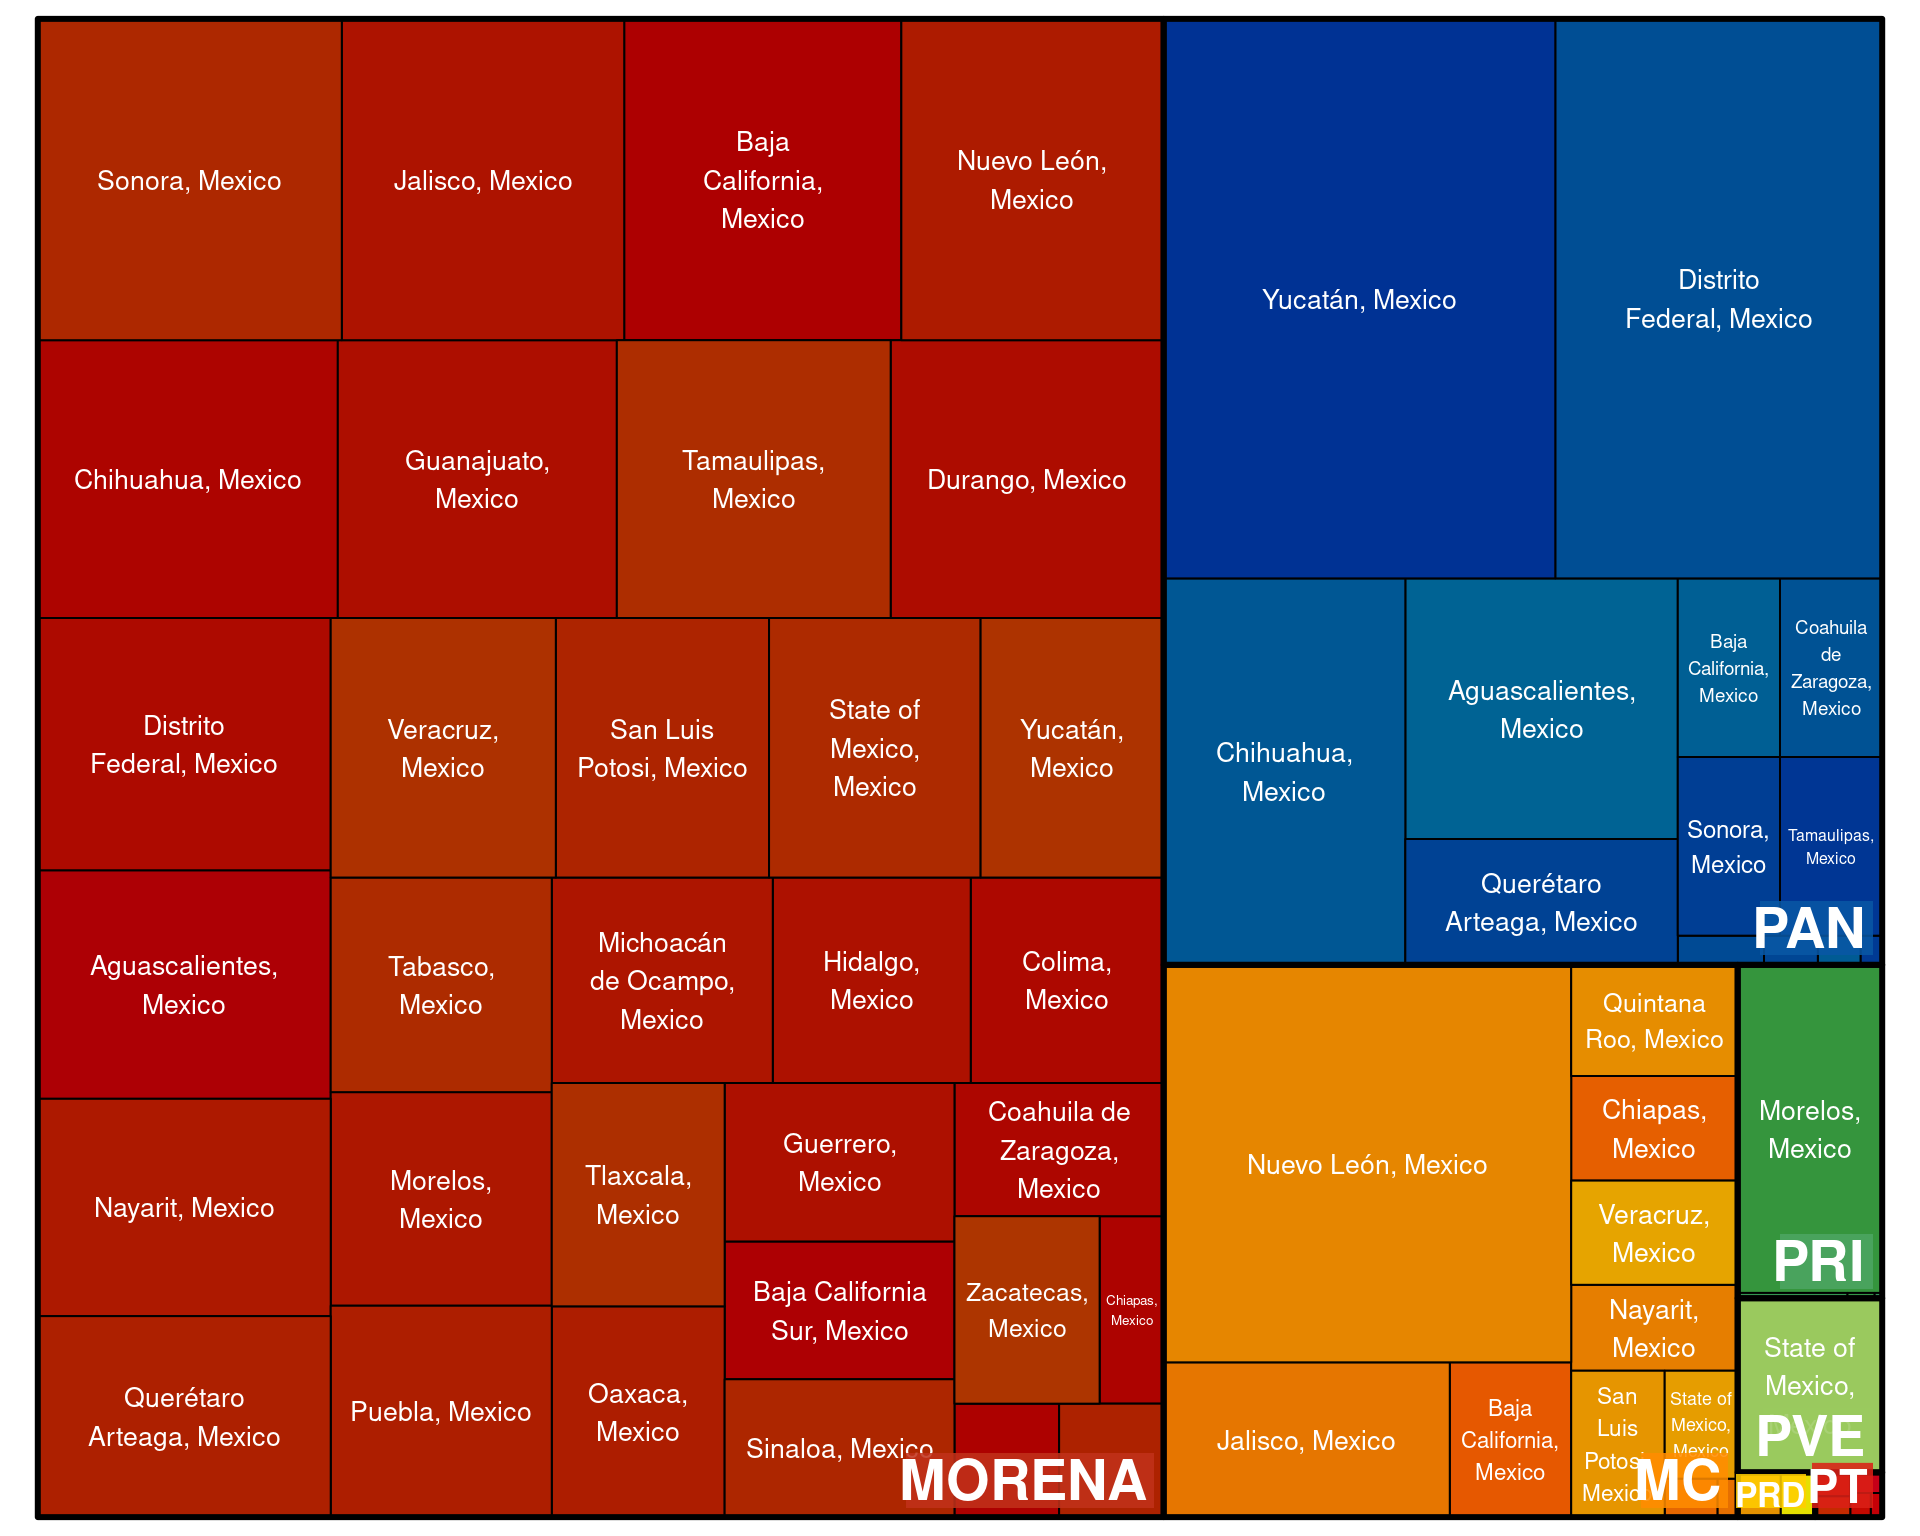 Sonora, Mexico
Jalisco, Mexico
Baja
California,
Mexico
Nuevo León,
Mexico
Chihuahua, Mexico
Guanajuato,
Mexico
Tamaulipas,
Mexico
Durango, Mexico
Distrito
Federal, Mexico
Veracruz,
Mexico
San Luis
Potosi, Mexico
State of
Mexico,
Mexico
Yucatán,
Mexico
Aguascalientes,
Mexico
Tabasco,
Mexico
Michoacán
de Ocampo,
Mexico
Hidalgo,
Mexico
Colima,
Mexico
Nayarit, Mexico
Morelos,
Mexico
Tlaxcala,
Mexico
Guerrero,
Mexico
Coahuila de
Zaragoza,
Mexico
Baja California
Sur, Mexico
Zacatecas,
Mexico
Chiapas,
Mexico
Querétaro
Arteaga, Mexico
Puebla, Mexico
Oaxaca,
Mexico
Sinaloa, Mexico
MORENA
Yucatán, Mexico
Distrito
Federal, Mexico
Chihuahua,
Mexico
Aguascalientes,
Mexico
Baja
California,
Mexico
Coahuila
de
Zaragoza,
Mexico
Querétaro
Arteaga, Mexico
Sonora,
Mexico
Tamaulipas,
Mexico
PAN
Nuevo León, Mexico
Quintana
Roo, Mexico
Chiapas,
Mexico
Veracruz,
Mexico
Nayarit,
Mexico
Jalisco, Mexico
Baja
California,
Mexico
San
Luis
Potosi,
Mexico
State of
Mexico,
Mexico
MC
Morelos,
Mexico
PRI
State of
Mexico,
PVE
PRD
PT